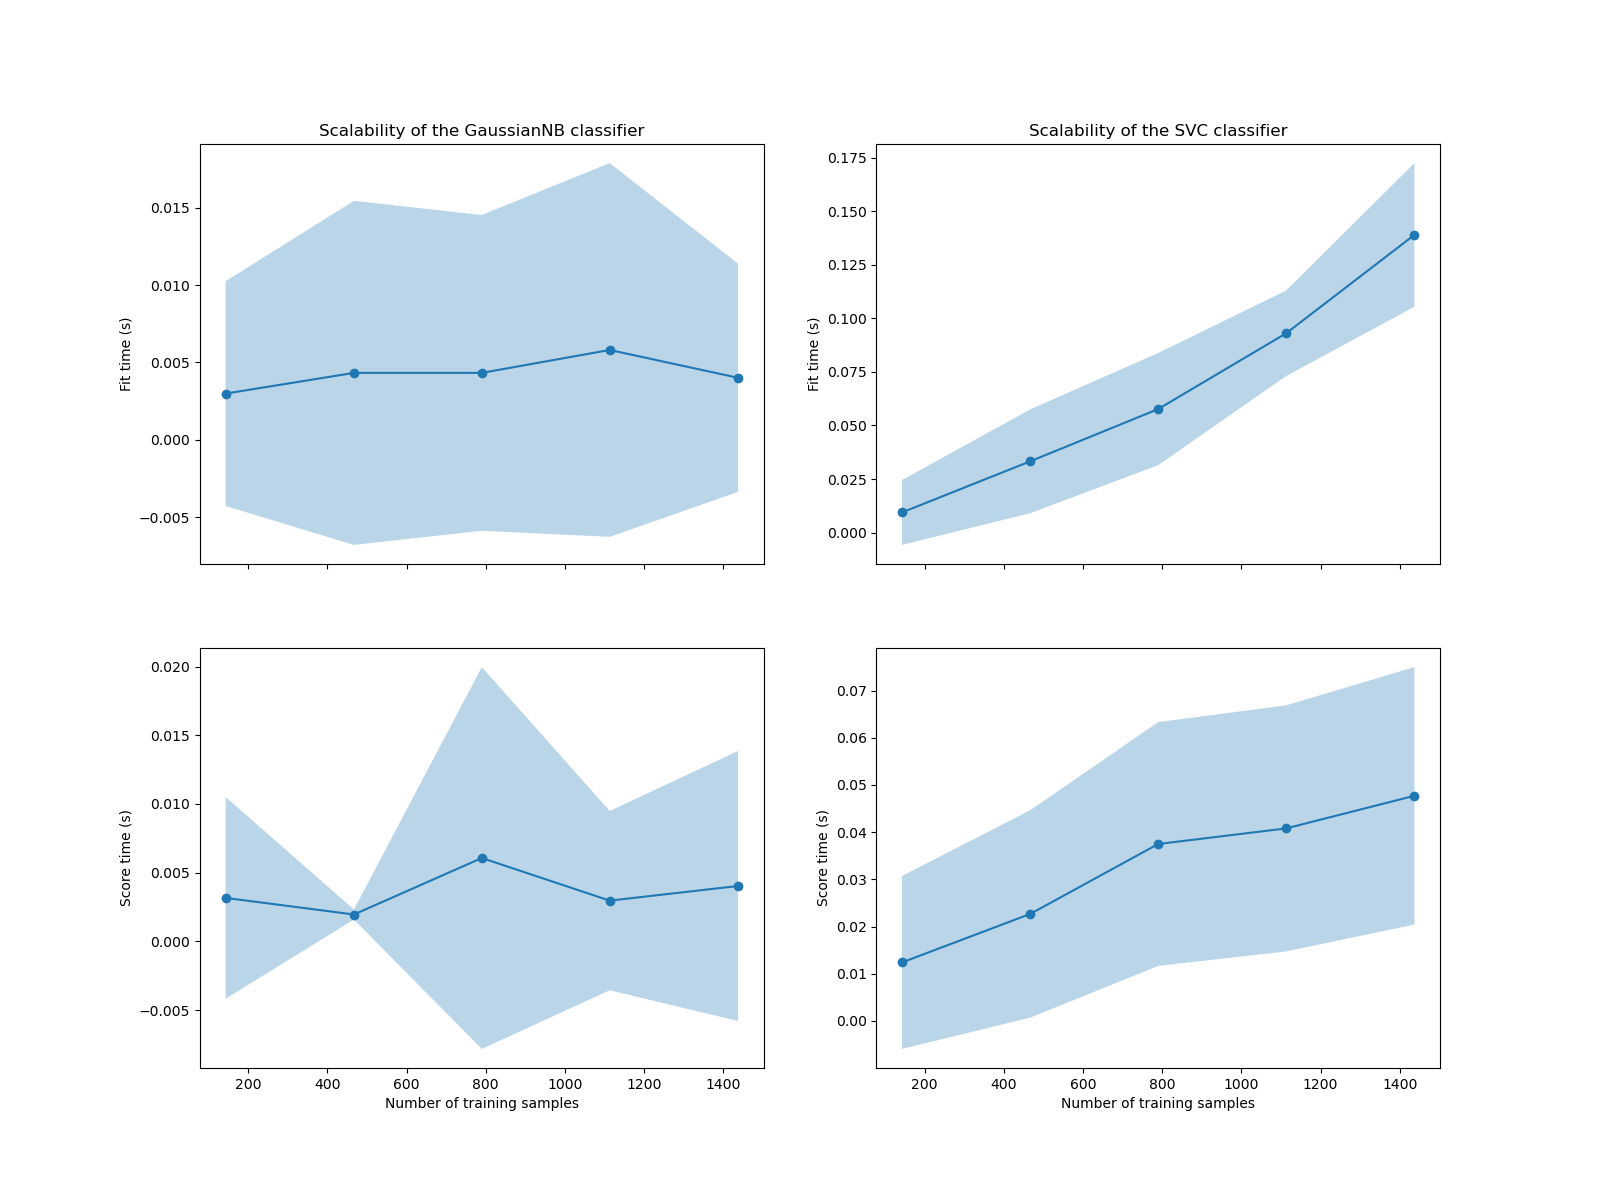 Scalability of the GaussianNB classifier
Fit time (s)
0.015
0.010
0.005
0.000
−0.005
Scalability of the SVC classifier
Fit time (s)
0.175
0.150
0.125
0.100
0.075
0.050
0.025
0.000
Score time (s)
0.020
0.015
0.010
0.005
0.000
−0.005
200 400 600 800 1000 1200 1400
Number of training samples
Score time (s)
0.07
0.06
0.05
0.04
0.03
0.02
0.01
0.00
200 400 600 800 1000 1200 1400
Number of training samples